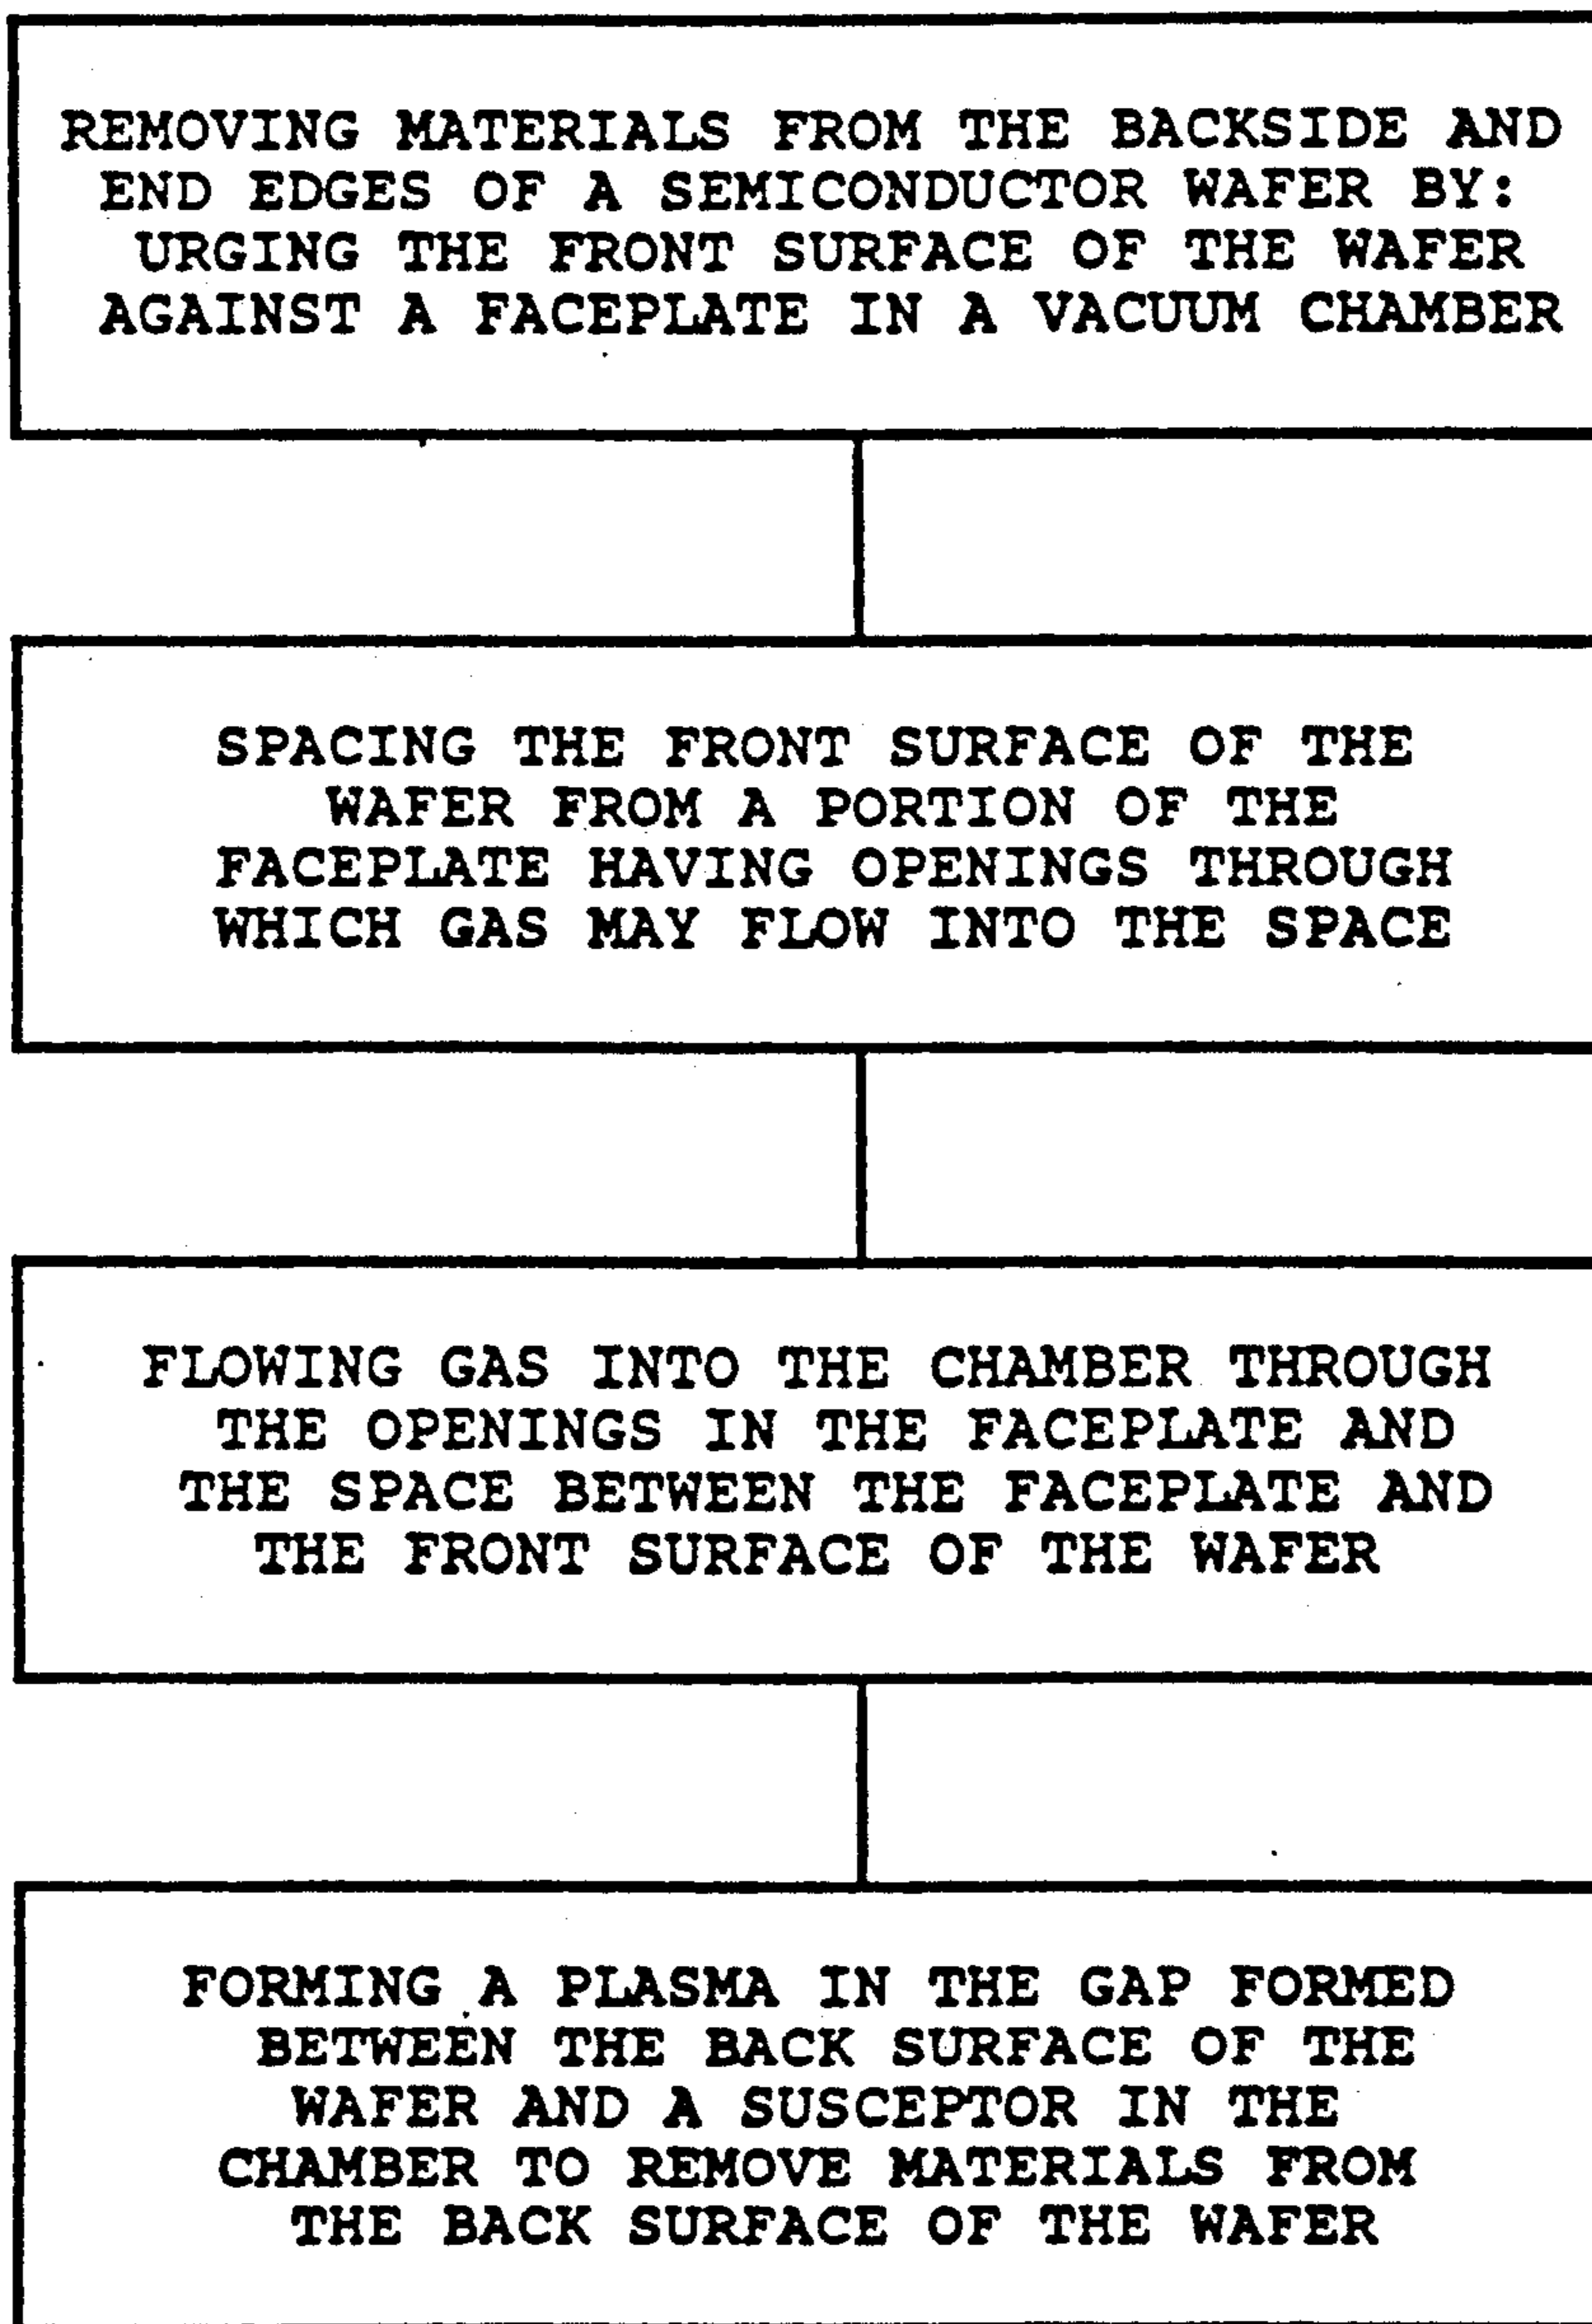 REMOVING MATERIALS FROM THE BACKSIDE AND
END EDGES OF A SEMICONDUCTOR WAFER BY:
URGING THE FRONT SURFACE OF THE WAFER
AGAINST A FACEPLATE IN A VACUUM CHAMBER
SPACING THE FRONT SURFACE OF THE
WAFER FROM A PORTION OF THE
FACEPLATE HAVING OPENINGS THROUGH
WHICH GAS MAY FLOW INTO THE SPACE
FLOWING GAS INTO THE CHAMBER THROUGH
THE OPENINGS IN THE FACEPLATE AND
THE SPACE BETWEEN THE FACEPLATE AND
THE FRONT SURFACE OF THE WAFER
FORMING A PLASMA IN THE GAP FORMED
BETWEEN THE BACK SURFACE OF THE
WAFER AND A SUSCEPTOR IN THE
CHAMBER TO REMOVE MATERIALS FROM
THE BACK SURFACE OF THE WAFER